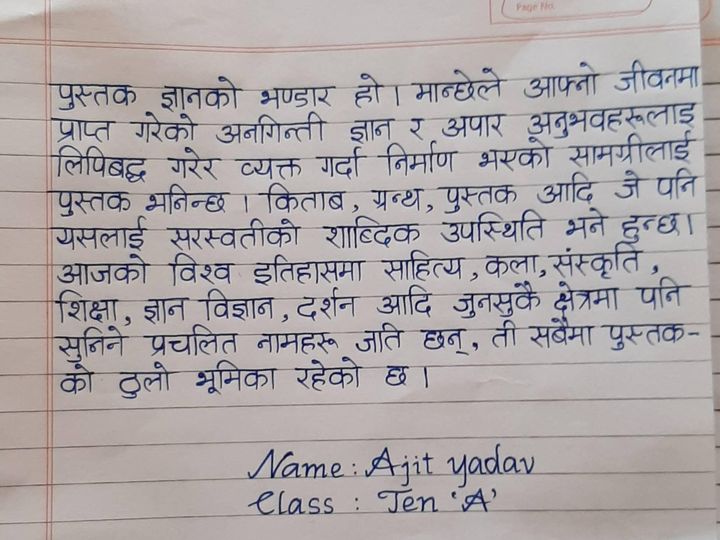 Page No.
पुस्तक ज्ञानको भण्डार हो । मान्छेले आफ्नो जीवनमा
प्राप्त गरेको अनगिन्ती ज्ञान र अपार अनुभवहरूलाइ
लिपिबद्ध गरेर व्यक्त गर्दा निर्माण भएको सामग्रीलाई
पुस्तक भनिन्छ । किताब, ग्रन्थ, पुस्तक आदि जे पनि
यसलाई सरस्वतीको शाब्दिक उपस्थिति भने हुन्छ।
आजको विश्व इतिहासमा साहित्य, कला, संस्कृति,
शिक्षा, ज्ञान विज्ञान, दर्शन आदि जुनसुकै क्षेत्रमा पनि
सुनिने प्रचलित नामहरू जति छन्, ती सबैमा पुस्तक-
को ठुलो भूमिका रहेको छ ।
Name: Ajit yadav
Class : Ten 'A'